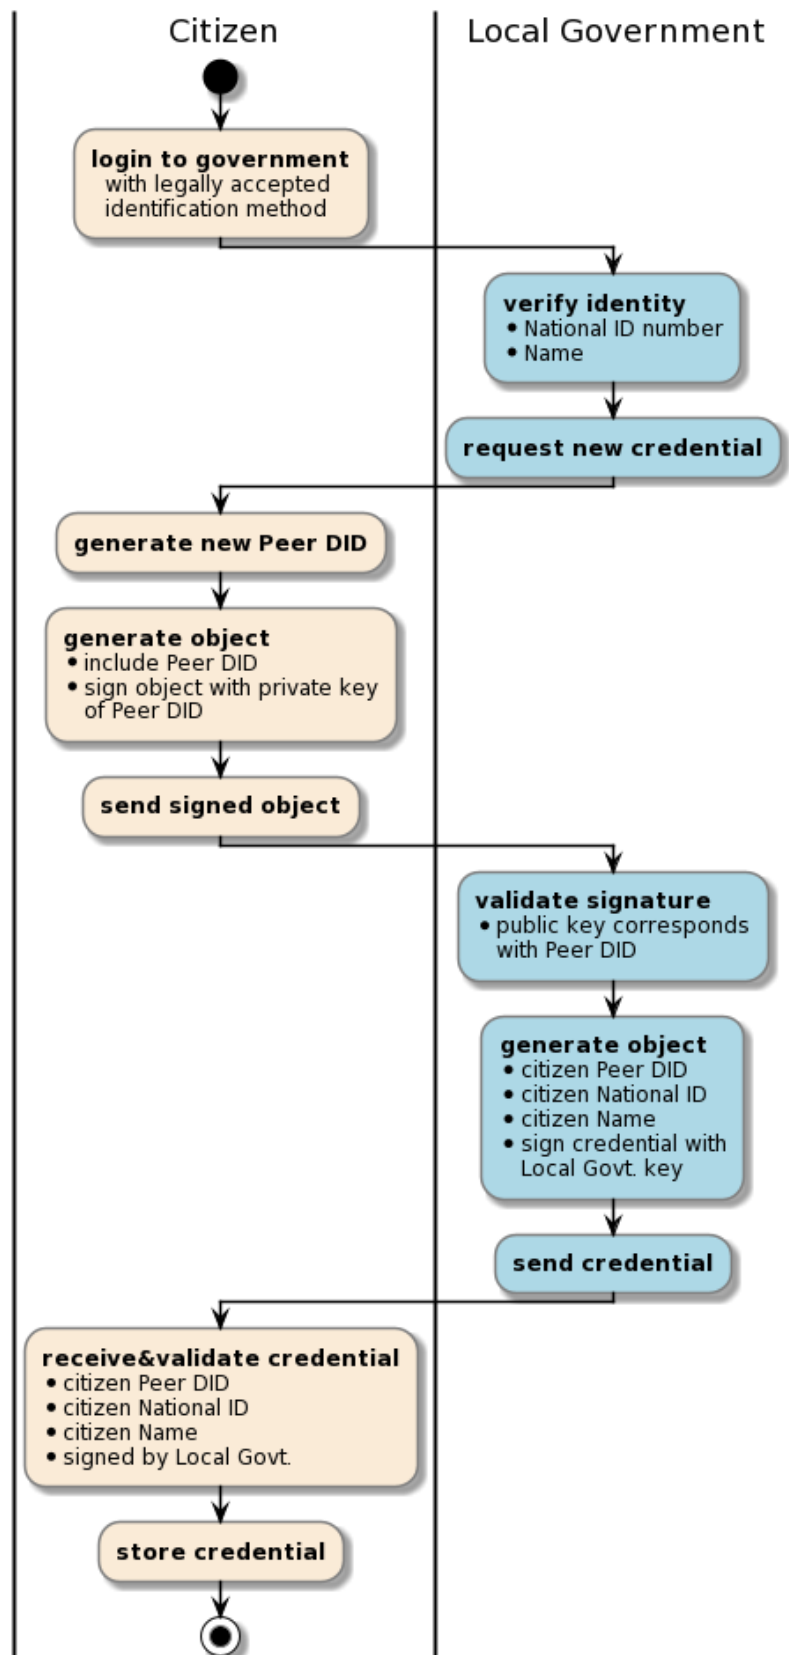 Citizen
Local Government
login to government
with legally accepted
identification method
verify identity
• National ID number
• Name
request new credential
generate new Peer DID
generate object
• include Peer DID
• sign object with private key
of Peer DID
send signed object
validate signature
• public key corresponds
with Peer DID
generate object
• citizen Peer DID
• citizen National ID
• citizen Name
• sign credential with
Local Govt. key
send credential
receive&validate credential
• citizen Peer DID
• citizen National ID
• citizen Name
• signed by Local Govt.
store credential